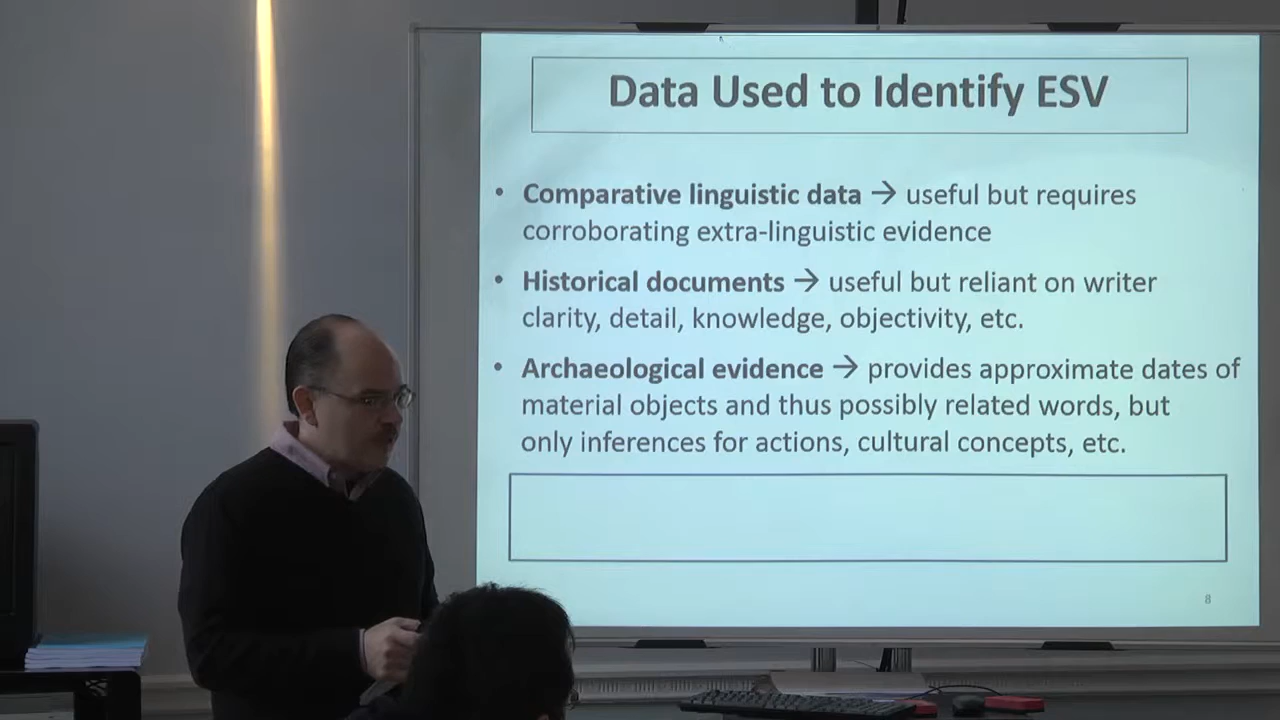 Data Used to Identify ESV
• Comparative linguistic data → useful but requires
corroborating extra-linguistic evidence
• Historical documents → useful but reliant on writer
clarity, detail, knowledge, objectivity, etc.
• Archaeological evidence → provides approximate dates of
material objects and thus possibly related words, but
only inferences for actions, cultural concepts, etc.
8